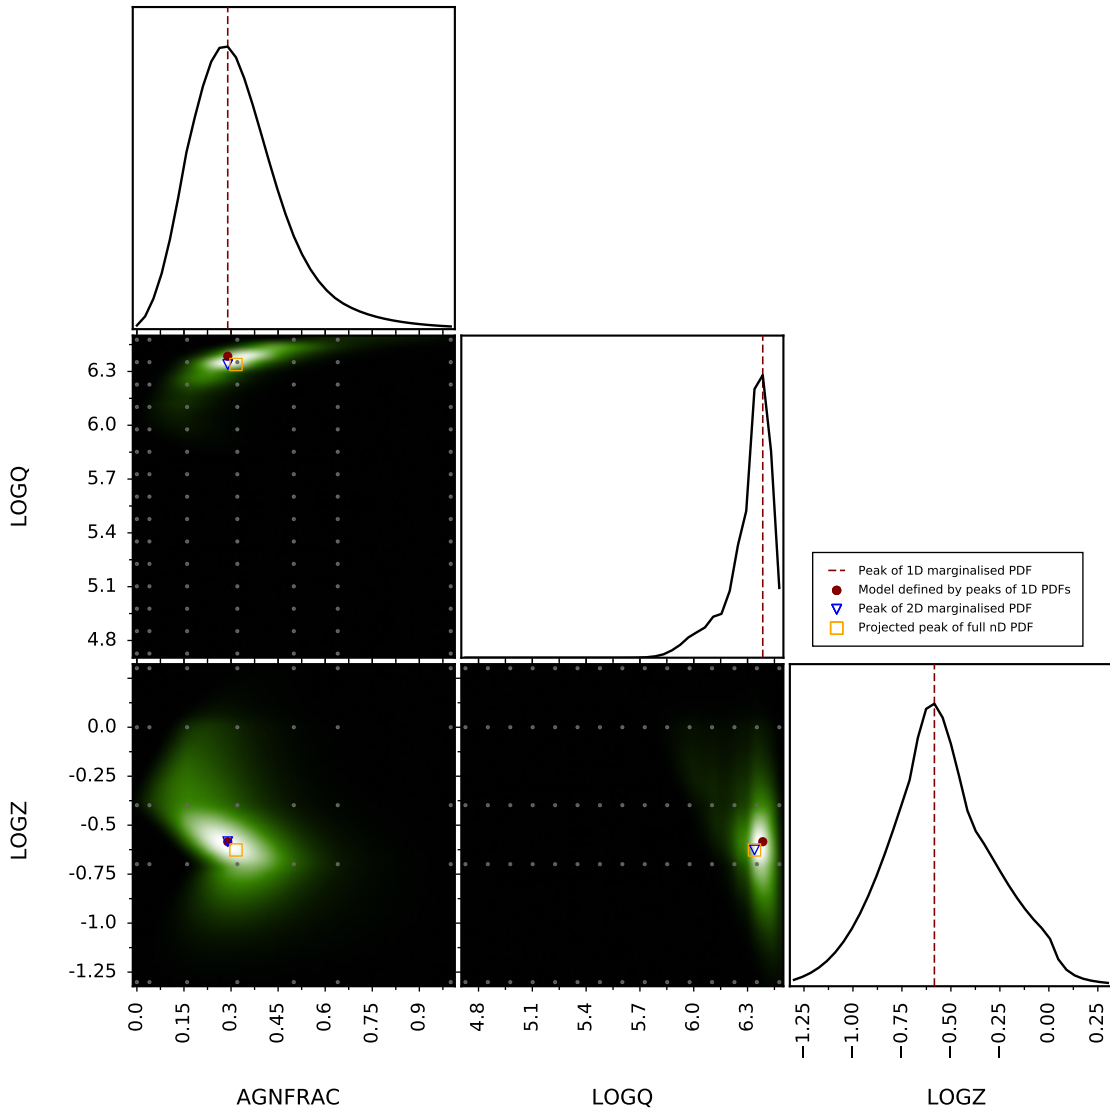 6.3
6.0
5.7
5.4
5.1
4.8
LOGQ
Peak of 1D marginalised PDF
Model defined by peaks of 1D PDFs
Peak of 2D marginalised PDF
Projected peak of full nD PDF
0.0
-0.25
-0.5
-0.75
-1.0
-1.25
LOGZ
0.0 0.15 0.3 0.45 0.6 0.75 0.9
4.8 5.1 5.4 5.7 6.0 6.3
−1.25 −1.00 −0.75 −0.50 −0.25 0.00 0.25
AGNFRAC LOGQ LOGZ